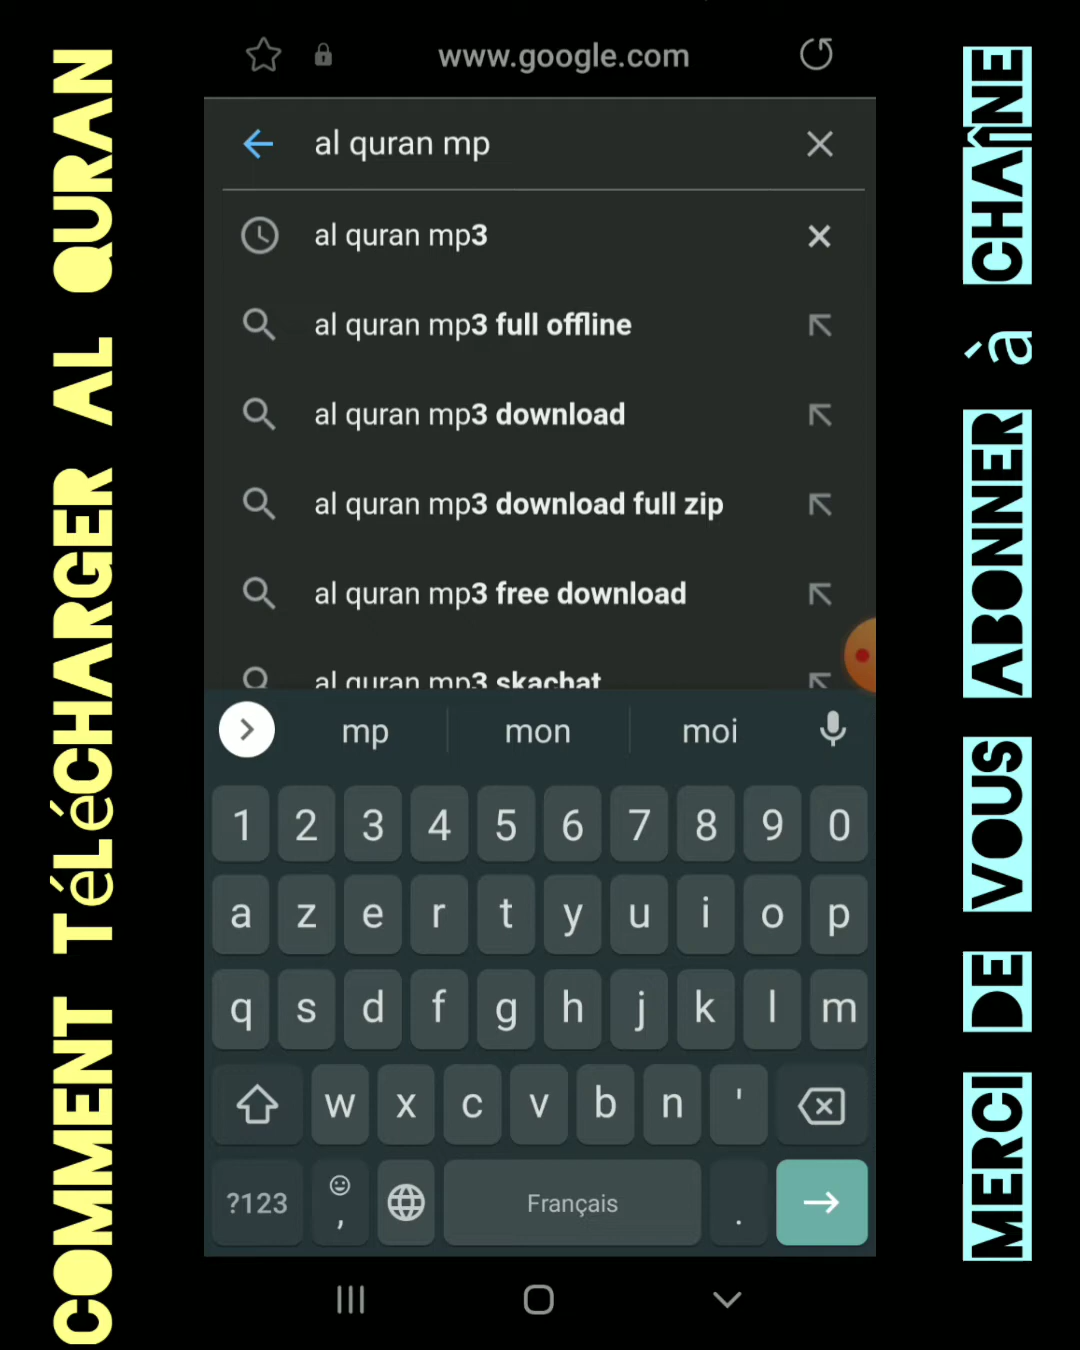 COMMENT TéLéCHARGER AL QURAN
www.google.com
al quran mp
al quran mp3
al quran mp3 full offline
al quran mp3 download
al quran mp3 download full zip
al quran mp3 free download
al quran mp3 skachat
mp mon moi
1 2 3 4 5 6 7 8 9 0
a z e r t y u i o p
q s d f g h j k l m
w x c v b n '
?123 , Français .
MERCI DE VOUS ABONNER à CHAÎNE